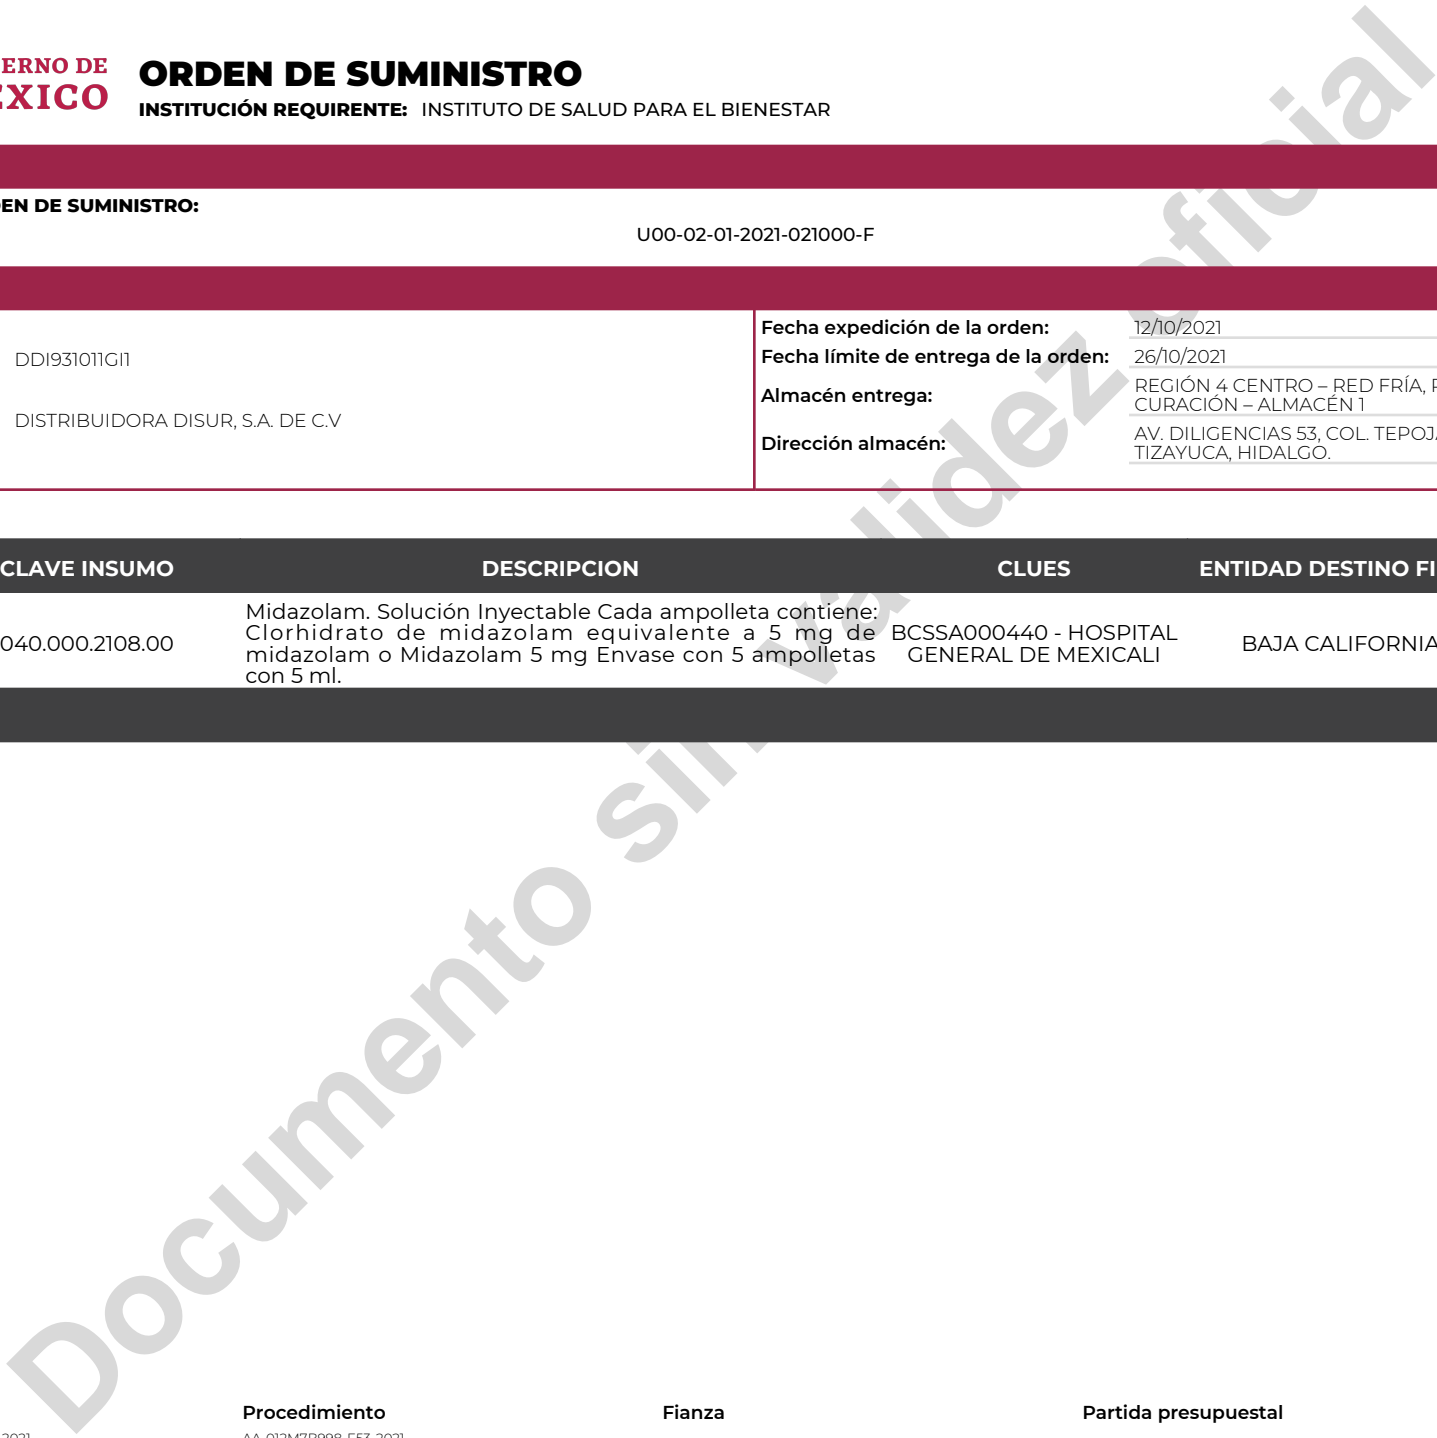 ERNO DE
EXICO
ORDEN DE SUMINISTRO
INSTITUCIÓN REQUIRENTE: INSTITUTO DE SALUD PARA EL BIENESTAR
EN DE SUMINISTRO:
U00-02-01-2021-021000-F
DDI931011GI1
DISTRIBUIDORA DISUR, S.A. DE C.V
Fecha expedición de la orden: 12/10/2021
Fecha límite de entrega de la orden: 26/10/2021
Almacén entrega: REGIÓN 4 CENTRO – RED FRÍA,
CURACIÓN – ALMACÉN 1
Dirección almacén: AV. DILIGENCIAS 53, COL. TEPOJA
TIZAYUCA, HIDALGO.
CLAVE INSUMO DESCRIPCION CLUES ENTIDAD DESTINO FI
040.000.2108.00
Midazolam. Solución Inyectable Cada ampolleta contiene:
Clorhidrato de midazolam equivalente a 5 mg de
midazolam o Midazolam 5 mg Envase con 5 ampolletas
con 5 ml.
BCSSA000440 - HOSPITAL
GENERAL DE MEXICALI
BAJA CALIFORNIA
Documento sin validez oficial
Procedimiento Fianza Partida presupuestal